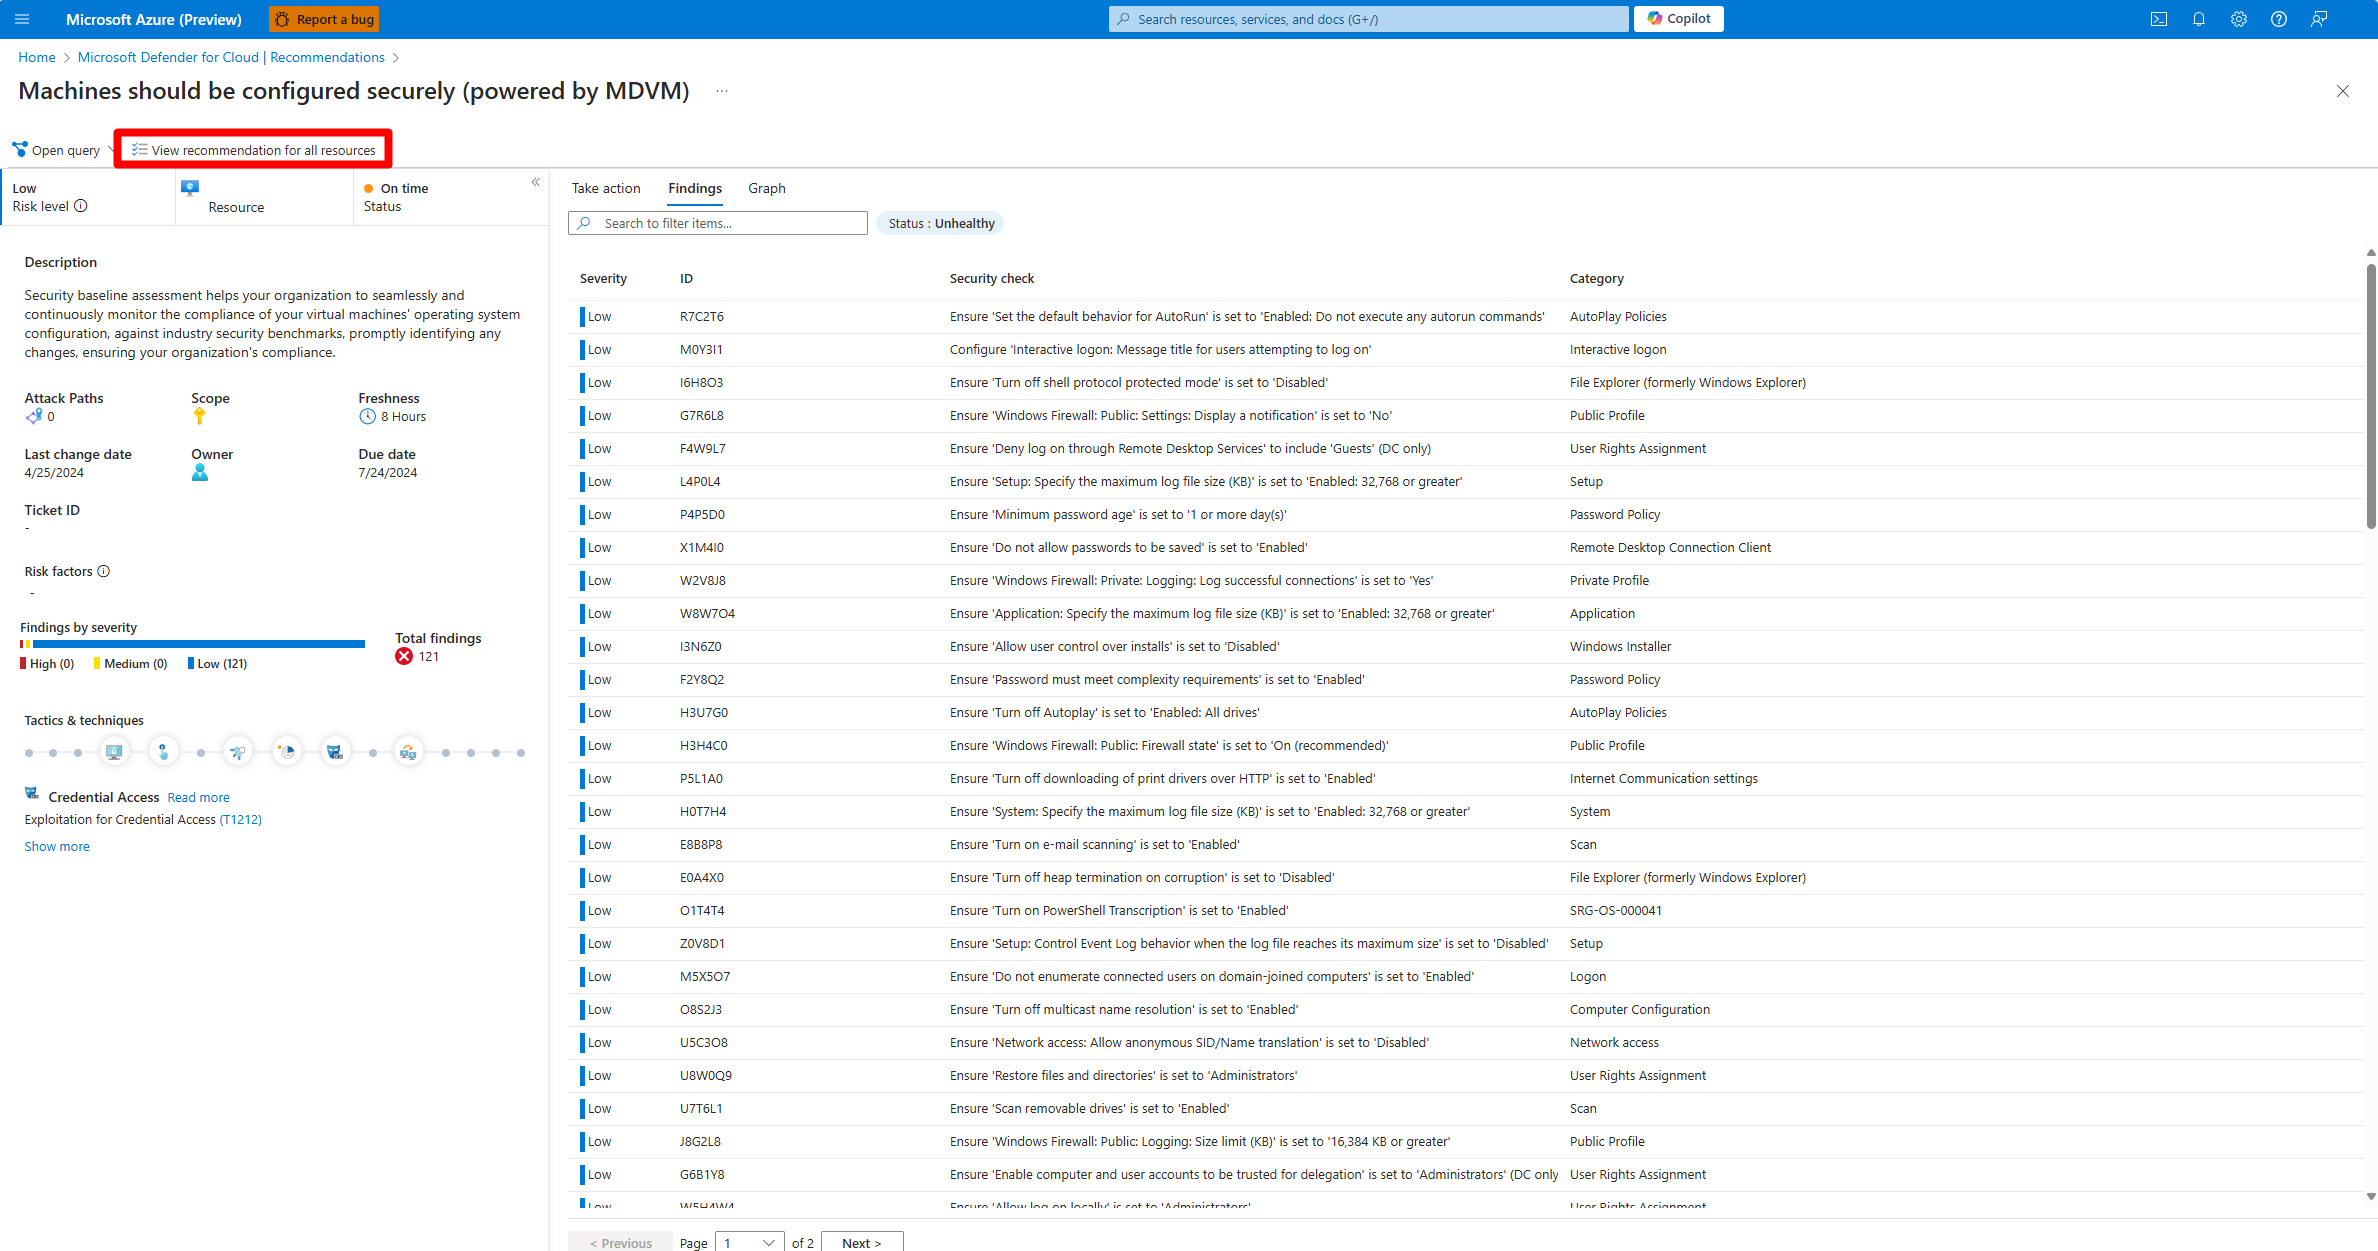 Microsoft Azure (Preview)
Report a bug
Search resources, services, and docs (G+/)
Copilot
Home > Microsoft Defender for Cloud | Recommendations >
Machines should be configured securely (powered by MDVM) ...
Open query
View recommendation for all resources
Low
Risk level
Resource
On time
Status
Description
Security baseline assessment helps your organization to seamlessly and
continuously monitor the compliance of your virtual machines' operating system
configuration, against industry security benchmarks, promptly identifying any
changes, ensuring your organization's compliance.
Attack Paths
0
Scope
Freshness
8 Hours
Last change date
4/25/2024
Owner
Due date
7/24/2024
Ticket ID
-
Risk factors
-
Findings by severity
High (0) Medium (0) Low (121)
Total findings
121
Tactics & techniques
Credential Access Read more
Exploitation for Credential Access (T1212)
Show more
Take action Findings Graph
Search to filter items...
Status : Unhealthy
Severity ID Security check Category
Low R7C2T6 Ensure 'Set the default behavior for AutoRun' is set to 'Enabled: Do not execute any autorun commands' AutoPlay Policies
Low M0Y3I1 Configure 'Interactive logon: Message title for users attempting to log on' Interactive logon
Low I6H8O3 Ensure 'Turn off shell protocol protected mode' is set to 'Disabled' File Explorer (formerly Windows Explorer)
Low G7R6L8 Ensure 'Windows Firewall: Public: Settings: Display a notification' is set to 'No' Public Profile
Low F4W9L7 Ensure 'Deny log on through Remote Desktop Services' to include 'Guests' (DC only) User Rights Assignment
Low L4P0L4 Ensure 'Setup: Specify the maximum log file size (KB)' is set to 'Enabled: 32,768 or greater' Setup
Low P4P5D0 Ensure 'Minimum password age' is set to '1 or more day(s)' Password Policy
Low X1M4I0 Ensure 'Do not allow passwords to be saved' is set to 'Enabled' Remote Desktop Connection Client
Low W2V8J8 Ensure 'Windows Firewall: Private: Logging: Log successful connections' is set to 'Yes' Private Profile
Low W8W7O4 Ensure 'Application: Specify the maximum log file size (KB)' is set to 'Enabled: 32,768 or greater' Application
Low I3N6Z0 Ensure 'Allow user control over installs' is set to 'Disabled' Windows Installer
Low F2Y8Q2 Ensure 'Password must meet complexity requirements' is set to 'Enabled' Password Policy
Low H3U7G0 Ensure 'Turn off Autoplay' is set to 'Enabled: All drives' AutoPlay Policies
Low H3H4C0 Ensure 'Windows Firewall: Public: Firewall state' is set to 'On (recommended)' Public Profile
Low P5L1A0 Ensure 'Turn off downloading of print drivers over HTTP' is set to 'Enabled' Internet Communication settings
Low H0T7H4 Ensure 'System: Specify the maximum log file size (KB)' is set to 'Enabled: 32,768 or greater' System
Low E8B8P8 Ensure 'Turn on e-mail scanning' is set to 'Enabled' Scan
Low E0A4X0 Ensure 'Turn off heap termination on corruption' is set to 'Disabled' File Explorer (formerly Windows Explorer)
Low O1T4T4 Ensure 'Turn on PowerShell Transcription' is set to 'Enabled' SRG-OS-000041
Low Z0V8D1 Ensure 'Setup: Control Event Log behavior when the log file reaches its maximum size' is set to 'Disabled' Setup
Low M5X5O7 Ensure 'Do not enumerate connected users on domain-joined computers' is set to 'Enabled' Logon
Low O8S2J3 Ensure 'Turn off multicast name resolution' is set to 'Enabled' Computer Configuration
Low U5C3O8 Ensure 'Network access: Allow anonymous SID/Name translation' is set to 'Disabled' Network access
Low U8W0Q9 Ensure 'Restore files and directories' is set to 'Administrators' User Rights Assignment
Low U7T6L1 Ensure 'Scan removable drives' is set to 'Enabled' Scan
Low J8G2L8 Ensure 'Windows Firewall: Public: Logging: Size limit (KB)' is set to '16,384 KB or greater' Public Profile
Low G6B1Y8 Ensure 'Enable computer and user accounts to be trusted for delegation' is set to 'Administrators' (DC only User Rights Assignment
Low W5H4W4 Ensure 'Allow log on locally' is set to 'Administrators' User Rights Assignment
< Previous Page 1 of 2 Next >